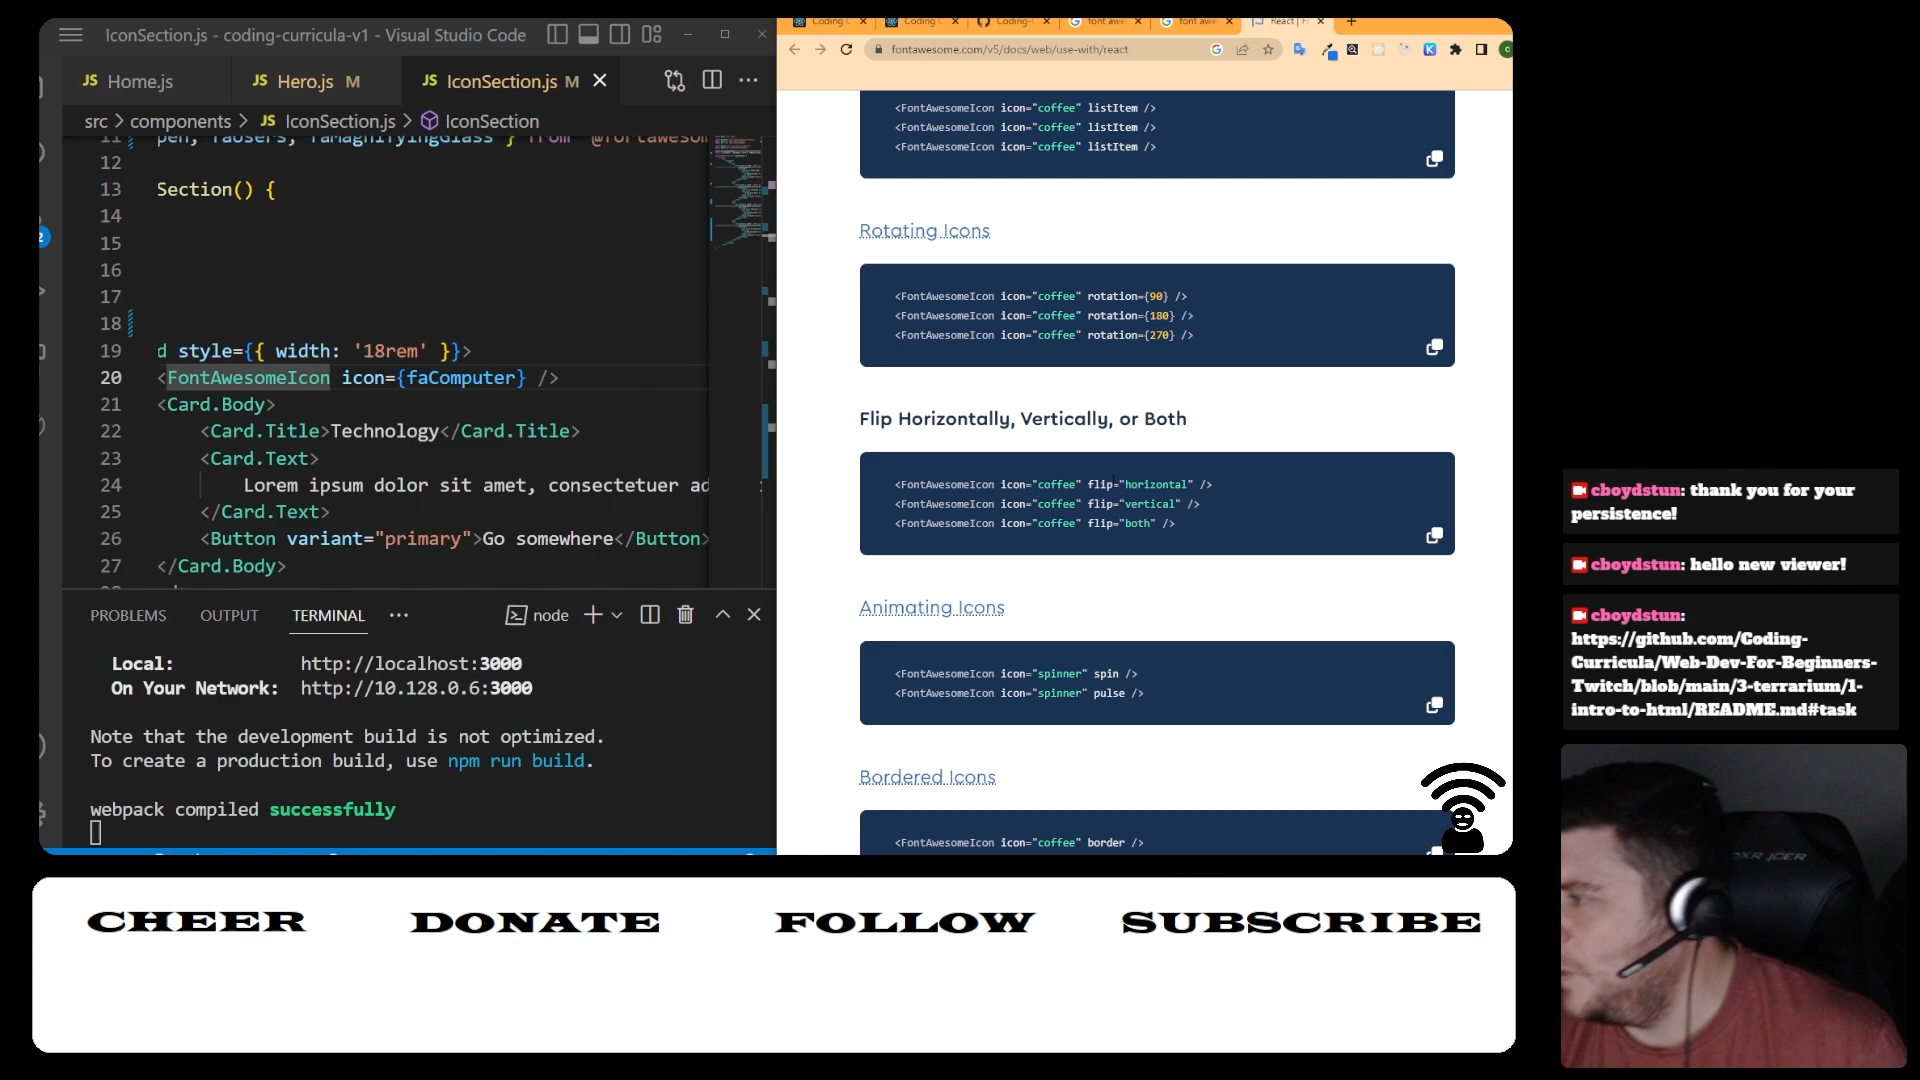 IconSection.js - coding-curricula-v1 - Visual Studio Code
JS Home.js
JS Hero.js M
JS IconSection.js M
src > components > JS IconSection.js > IconSection
11 pen, faUsers, faMagnifyingGlass } from
12
13 Section() {
14
15
16
17
18
19 d style={{ width: '18rem' }}>
20 <FontAwesomeIcon icon={faComputer} />
21 <Card.Body>
22 <Card.Title>Technology</Card.Title>
23 <Card.Text>
24 Lorem ipsum dolor sit amet, consectetuer ad
25 </Card.Text>
26 <Button variant="primary">Go somewhere</Button>
27 </Card.Body>
PROBLEMS OUTPUT TERMINAL ··· node
Local: http://localhost:3000
On Your Network: http://10.128.0.6:3000
Note that the development build is not optimized.
To create a production build, use npm run build.
webpack compiled successfully
fontawesome.com/v5/docs/web/use-with/react
<FontAwesomeIcon icon="coffee" listItem />
<FontAwesomeIcon icon="coffee" listItem />
<FontAwesomeIcon icon="coffee" listItem />
Rotating Icons
<FontAwesomeIcon icon="coffee" rotation={90} />
<FontAwesomeIcon icon="coffee" rotation={180} />
<FontAwesomeIcon icon="coffee" rotation={270} />
Flip Horizontally, Vertically, or Both
<FontAwesomeIcon icon="coffee" flip="horizontal" />
<FontAwesomeIcon icon="coffee" flip="vertical" />
<FontAwesomeIcon icon="coffee" flip="both" />
Animating Icons
<FontAwesomeIcon icon="spinner" spin />
<FontAwesomeIcon icon="spinner" pulse />
Bordered Icons
<FontAwesomeIcon icon="coffee" border />
cboydstun: thank you for your
persistence!
cboydstun: hello new viewer!
cboydstun:
https://github.com/Coding-
Curricula/Web-Dev-For-Beginners-
Twitch/blob/main/3-terrarium/1-
intro-to-html/README.md#task
CHEER DONATE FOLLOW SUBSCRIBE